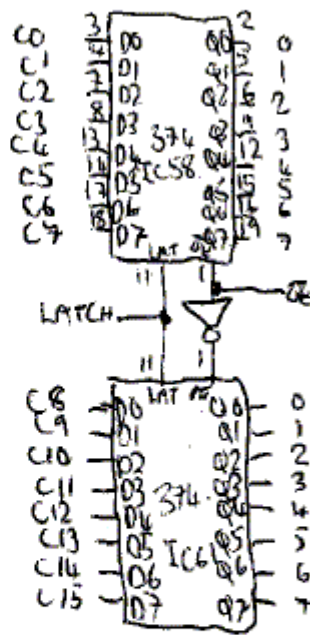 C0 3 D0 Q0 2 0
C1 4 D1 Q1 5 1
C2 7 D2 Q2 6 2
C3 8 D3 Q3 3
C4 13 D4 Q4 12 4
C5 14 D5 Q5 15 5
C6 17 D6 Q6 16 6
C7 18 D7 Q7 19 7
374
IC58
LAT
11 1
LATCH
11 1
LAT
C8 D0 Q0 0
C9 D1 Q1 1
C10 D2 Q2 2
C11 D3 Q3 3
C12 D4 Q4 4
C13 D5 Q5 5
C14 D6 Q6 6
C15 D7 Q7 7
374
IC61